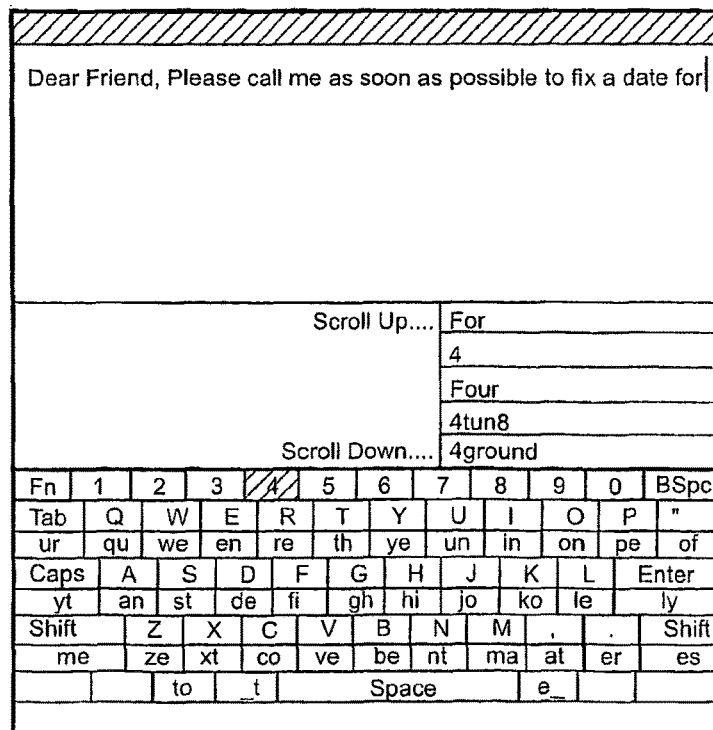 Dear Friend, Please call me as soon as possible to fix a date for
Scroll Up.... For
4
Four
4tun8
Scroll Down.... 4ground
Fn 1 2 3 4 5 6 7 8 9 0 BSpc
Tab Q W E R T Y U I O P "
ur qu we en re th ye un in on pe of
Caps A S D F G H J K L Enter
yt an st de fi gh hi jo ko le ly
Shift Z X C V B N M , . Shift
me ze xt co ve be nt ma at er es
to _t Space e_